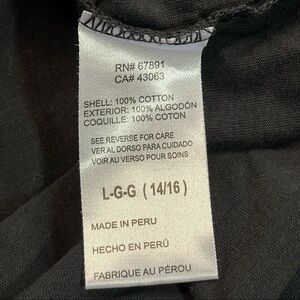 RN# 67891
CA# 43063
SHELL: 100% COTTON
EXTERIOR: 100% ALGODÓN
COQUILLE: 100% COTON
SEE REVERSE FOR CARE
VER AL DORSO PARA CUIDADO
VOIR AU VERSO POUR SOINS
L-G-G ( 14/16 )
MADE IN PERU
HECHO EN PERÚ
FABRIQUE AU PÉROU